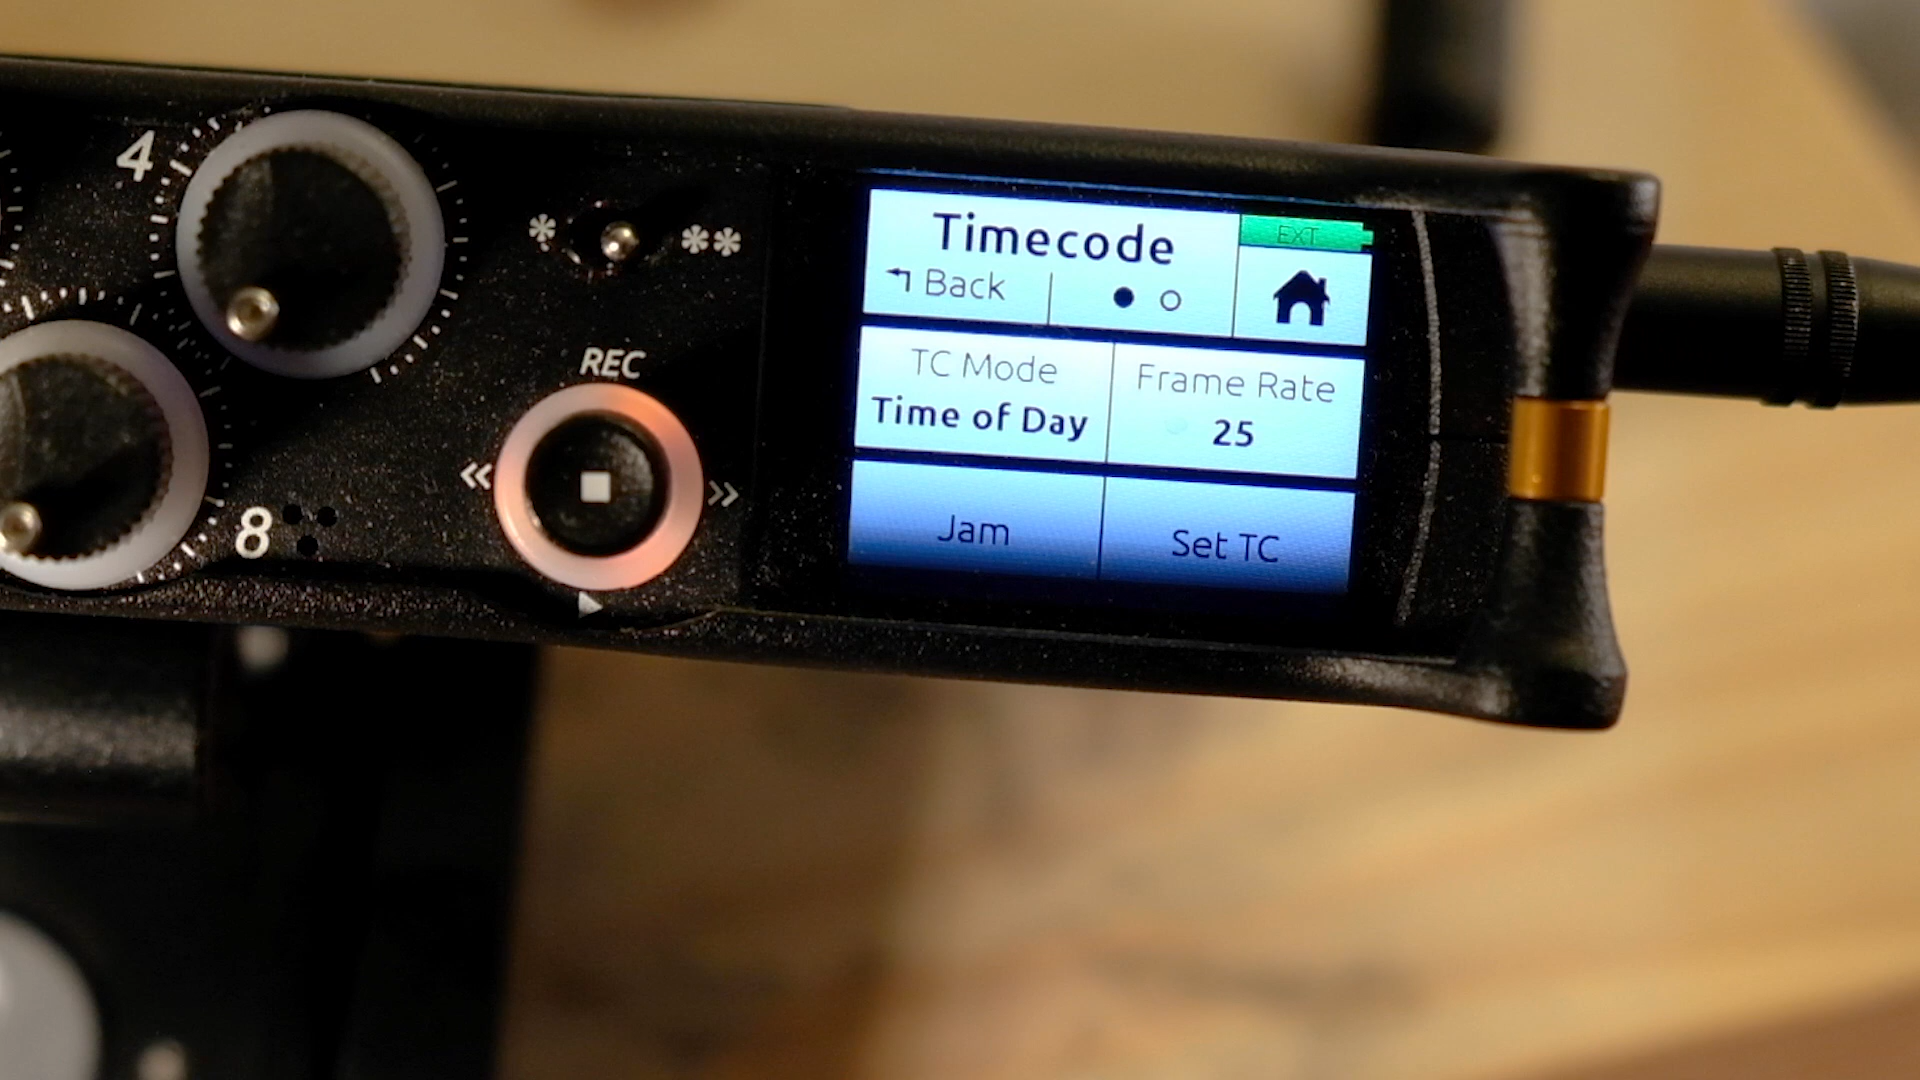 4
* **
REC
8
Timecode
EXT
Back
TC Mode
Time of Day
Frame Rate
25
Jam
Set TC